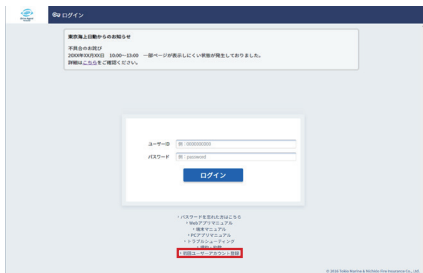 ログイン
東京海上日動からのお知らせ
不具合のお詫び
20XX年XX月XX日 10:00～13:00 一部ページが表示しにくい状態が発生しておりました。
詳細はこちらをご確認ください。
ユーザーID
パスワード
password
ログイン
・パスワードを忘れた方はこちら
・Webアプリマニュアル
・端末マニュアル
・PCアプリマニュアル
・トラブルシューティング
・初回ユーザーアカウント登録